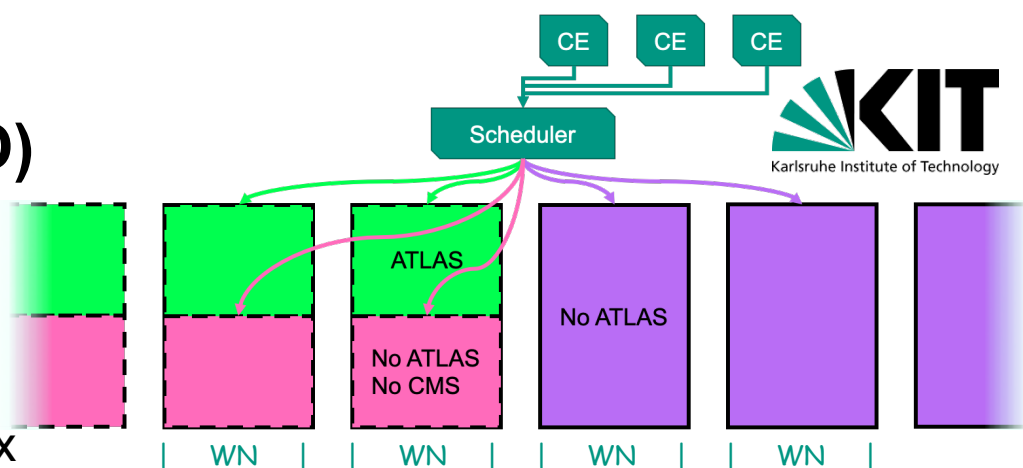 CE CE CE
Scheduler
KIT
Karlsruhe Institute of Technology
)
ATLAS
No ATLAS
No ATLAS
No CMS
x
WN WN WN WN